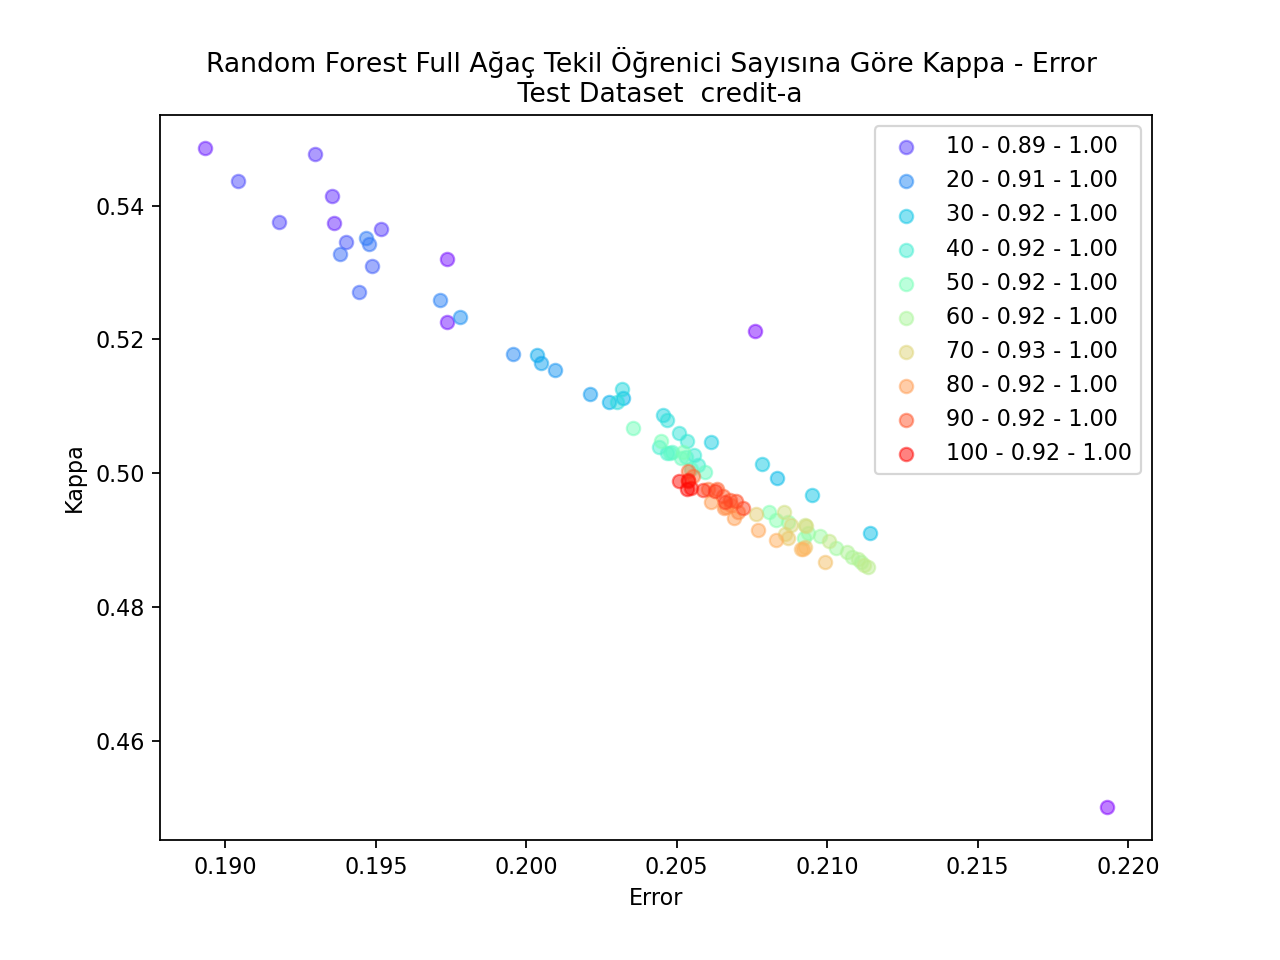 Random Forest Full Ağaç Tekil Öğrenici Sayısına Göre Kappa - Error
Test Dataset  credit-a
10 - 0.89 - 1.00
20 - 0.91 - 1.00
30 - 0.92 - 1.00
40 - 0.92 - 1.00
50 - 0.92 - 1.00
60 - 0.92 - 1.00
70 - 0.93 - 1.00
80 - 0.92 - 1.00
90 - 0.92 - 1.00
100 - 0.92 - 1.00
Kappa
0.54
0.52
0.50
0.48
0.46
0.190 0.195 0.200 0.205 0.210 0.215 0.220
Error